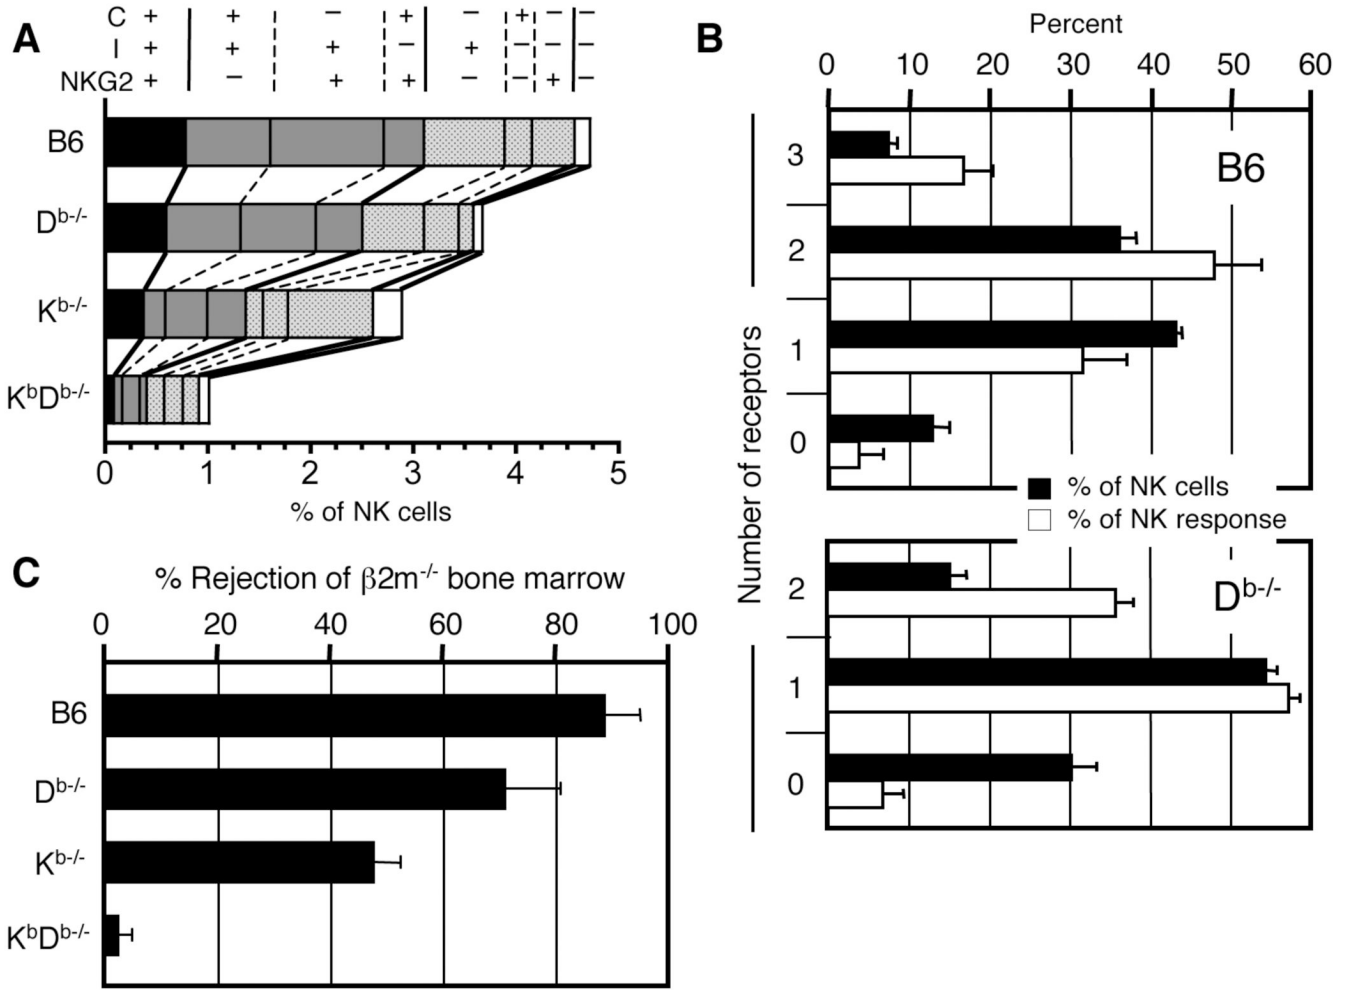 A
C + + − + − + − −
I + + + − + − − −
NKG2 + − + + − − + −
B6
Db-/-
Kb-/-
KbDb-/-
0 1 2 3 4 5
% of NK cells
B
Percent
0 10 20 30 40 50 60
3
2
1
0
B6
% of NK cells
% of NK response
Number of receptors
2
1
0
Db-/-
C
% Rejection of β2m-/- bone marrow
0 20 40 60 80 100
B6
Db-/-
Kb-/-
KbDb-/-